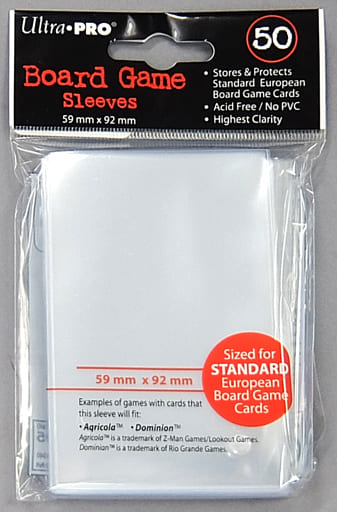 Ultra•PRO®
50
Board Game
Sleeves
59 mm x 92 mm
• Stores & Protects
Standard European
Board Game Cards
• Acid Free / No PVC
• Highest Clarity
Sized for
STANDARD
European
Board Game
Cards
59 mm x 92 mm
Examples of games with cards that
this sleeve will fit:
• Agricola™ • Dominion™
Agricola™ is a trademark of Z-Man Games/Lookout Games.
Dominion™ is a trademark of Rio Grande Games.